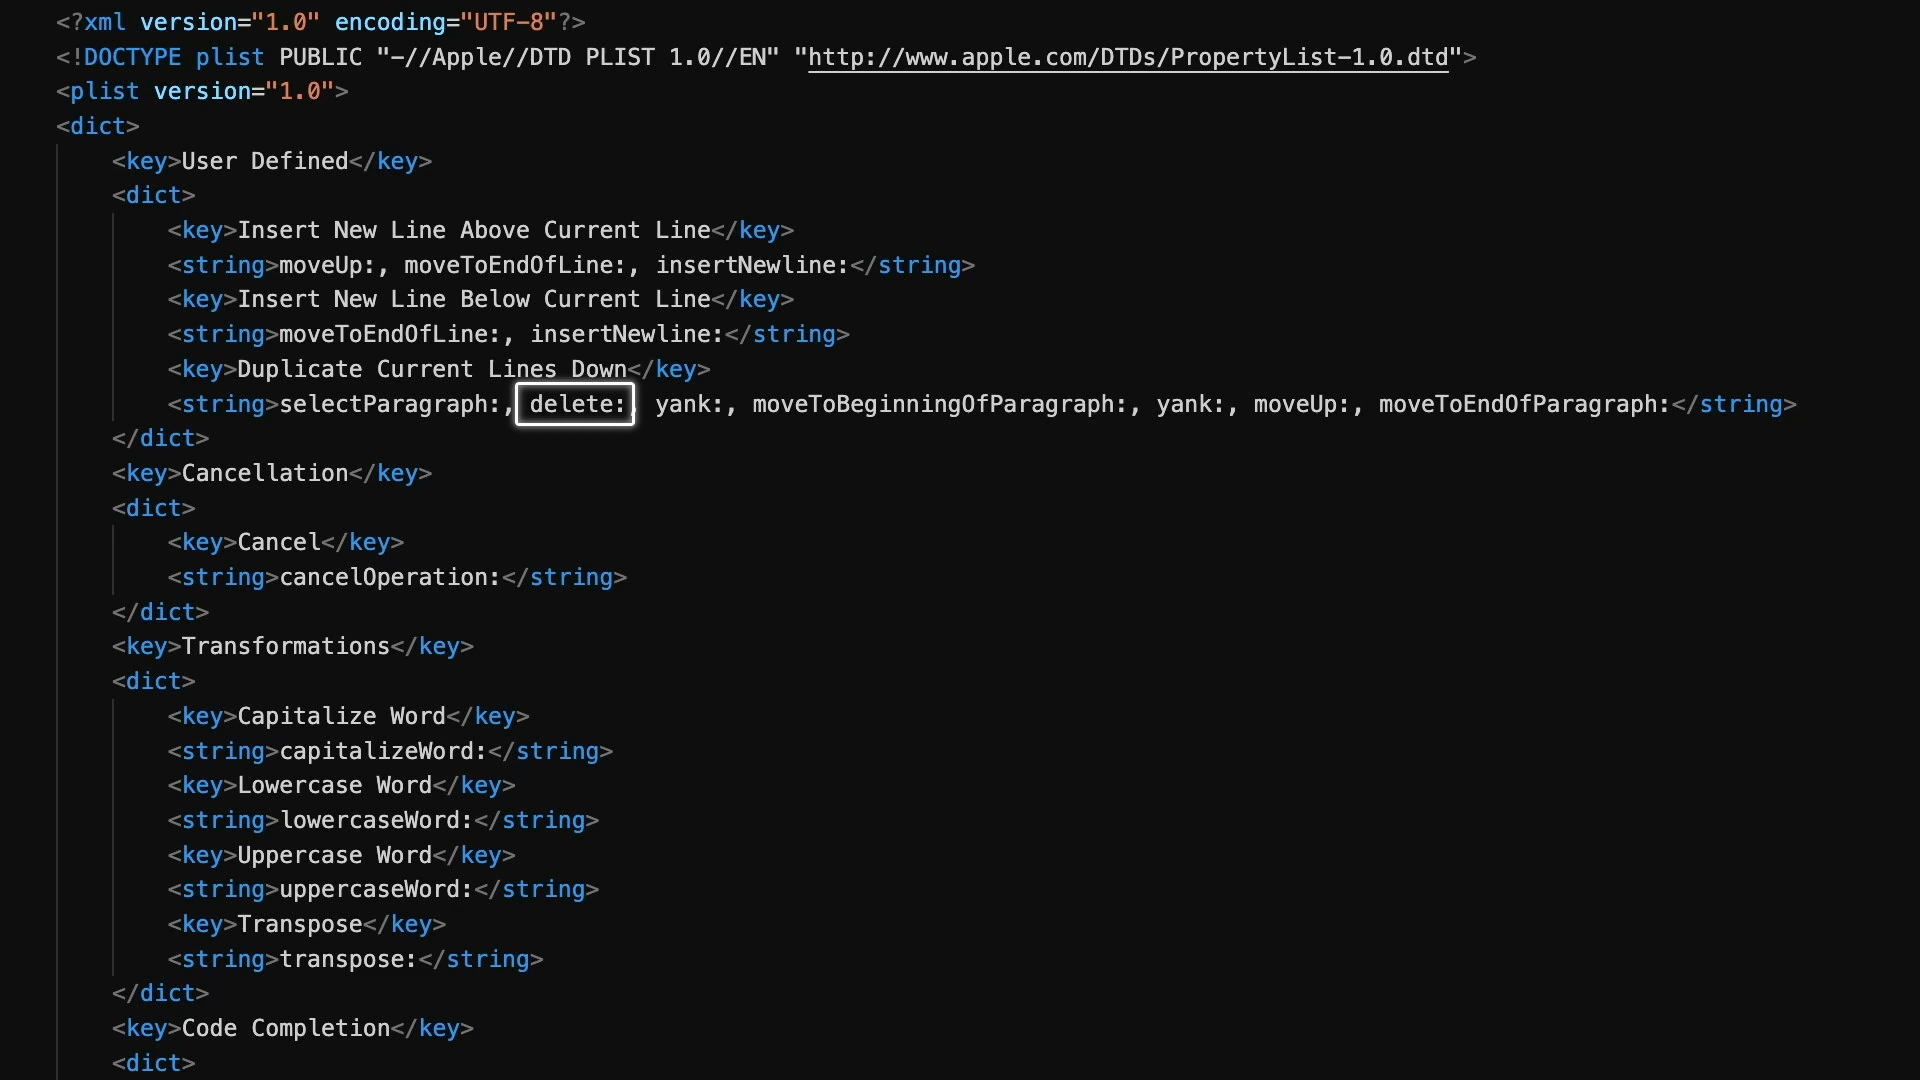 <?xml version="1.0" encoding="UTF-8"?>
<!DOCTYPE plist PUBLIC "-//Apple//DTD PLIST 1.0//EN" "http://www.apple.com/DTDs/PropertyList-1.0.dtd">
<plist version="1.0">
<dict>
<key>User Defined</key>
<dict>
<key>Insert New Line Above Current Line</key>
<string>moveUp:, moveToEndOfLine:, insertNewline:</string>
<key>Insert New Line Below Current Line</key>
<string>moveToEndOfLine:, insertNewline:</string>
<key>Duplicate Current Lines Down</key>
<string>selectParagraph:, delete:, yank:, moveToBeginningOfParagraph:, yank:, moveUp:, moveToEndOfParagraph:</string>
</dict>
<key>Cancellation</key>
<dict>
<key>Cancel</key>
<string>cancelOperation:</string>
</dict>
<key>Transformations</key>
<dict>
<key>Capitalize Word</key>
<string>capitalizeWord:</string>
<key>Lowercase Word</key>
<string>lowercaseWord:</string>
<key>Uppercase Word</key>
<string>uppercaseWord:</string>
<key>Transpose</key>
<string>transpose:</string>
</dict>
<key>Code Completion</key>
<dict>